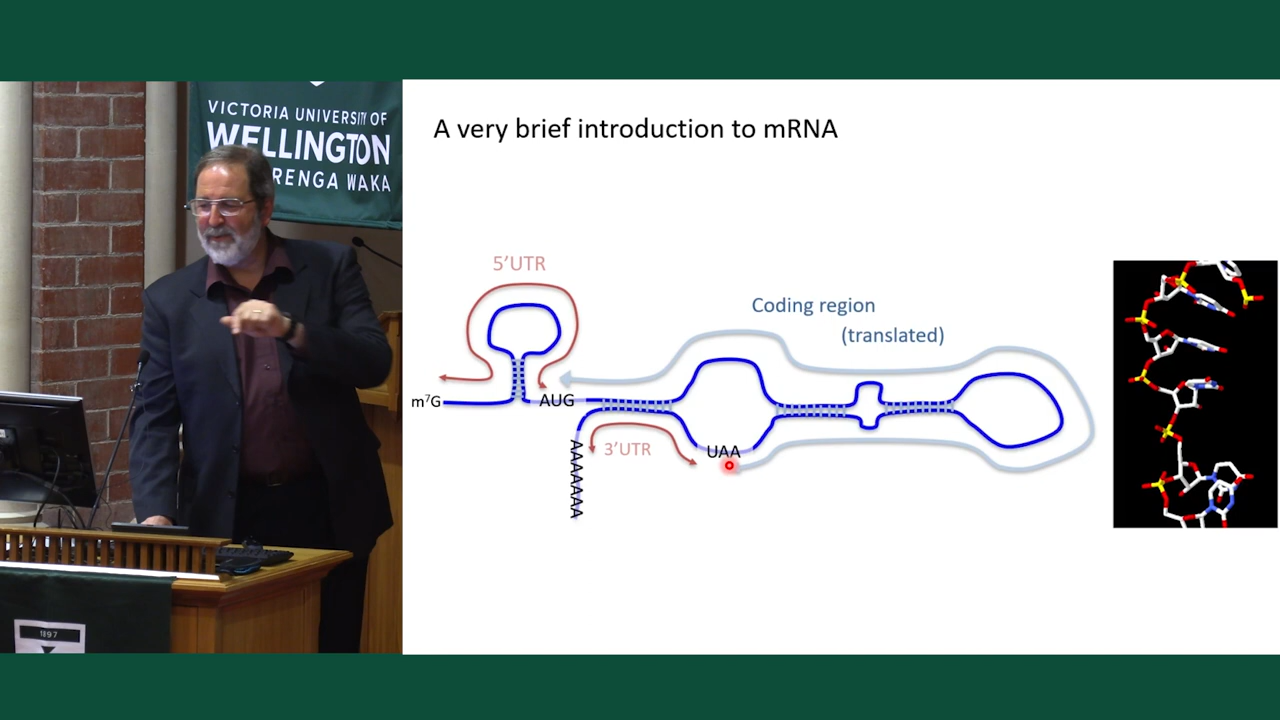 VICTORIA UNIVERSITY OF
WELLINGTON
RENGA WAKA
1897
A very brief introduction to mRNA
5'UTR
Coding region
(translated)
m⁷G
AUG
3'UTR
UAA
AAAAAAA